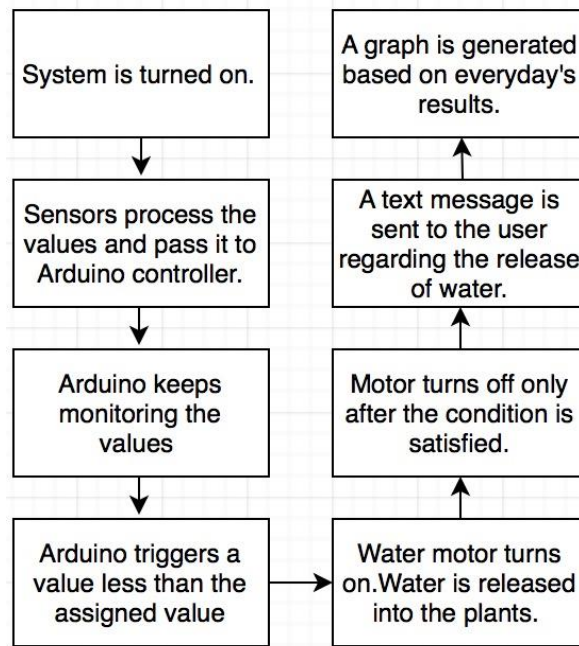 System is turned on.
Sensors process the
values and pass it to
Arduino controller.
Arduino keeps
monitoring the
values
Arduino triggers a
value less than the
assigned value
Water motor turns
on.Water is released
into the plants.
Motor turns off only
after the condition is
satisfied.
A text message is
sent to the user
regarding the release
of water.
A graph is generated
based on everyday's
results.